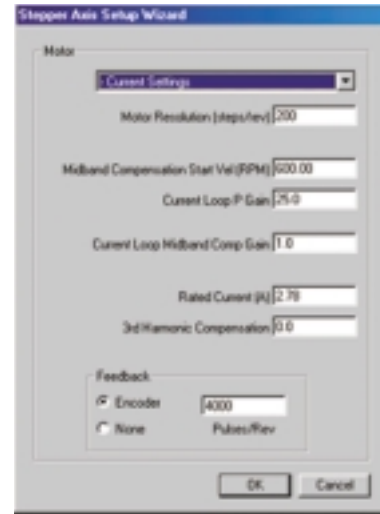 Stepper Axis Setup Wizard
Motor
- Current Settings
Motor Resolution (steps/rev) 200
Midband Compensation Start Vel (RPM) 600.00
Current Loop P Gain 25.0
Current Loop Midband Comp Gain 1.0
Rated Current (A) 2.78
3rd Harmonic Compensation 0.0
Feedback
Encoder 4000
None Pulses/Rev
OK Cancel